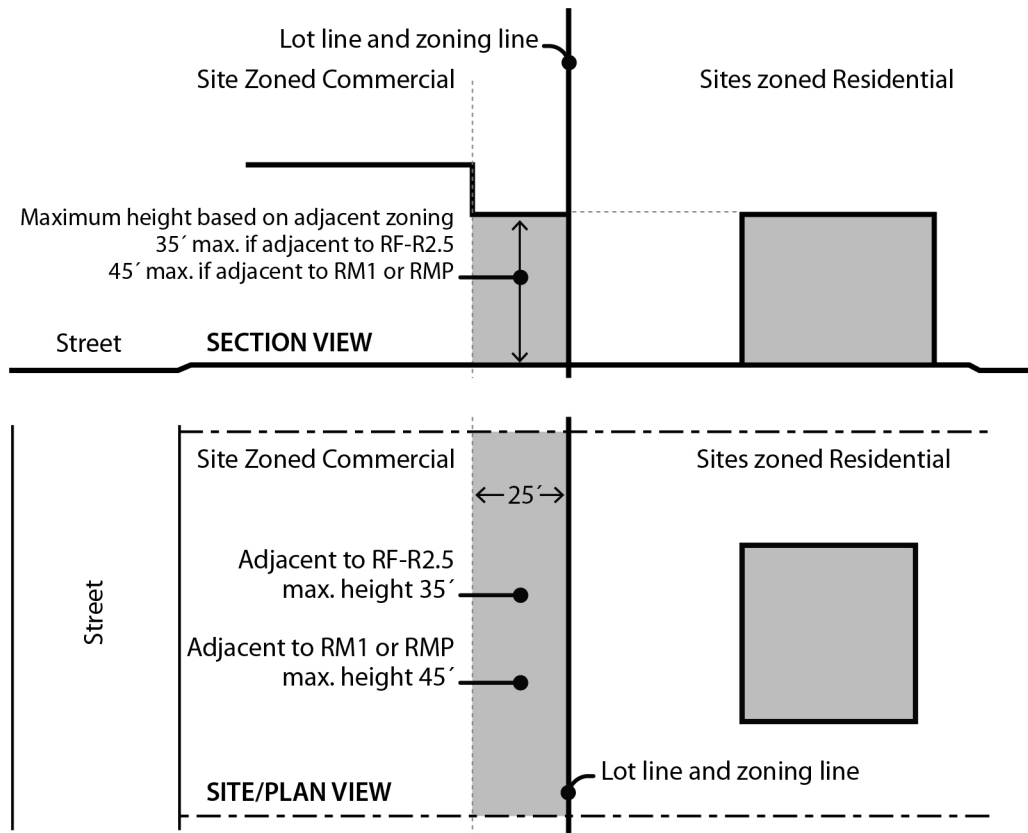 Lot line and zoning line
Site Zoned Commercial
Sites zoned Residential
Maximum height based on adjacent zoning
35´ max. if adjacent to RF-R2.5
45´ max. if adjacent to RM1 or RMP
Street
SECTION VIEW
Site Zoned Commercial
Sites zoned Residential
25´
Adjacent to RF-R2.5
max. height 35´
Street
Adjacent to RM1 or RMP
max. height 45´
Lot line and zoning line
SITE/PLAN VIEW